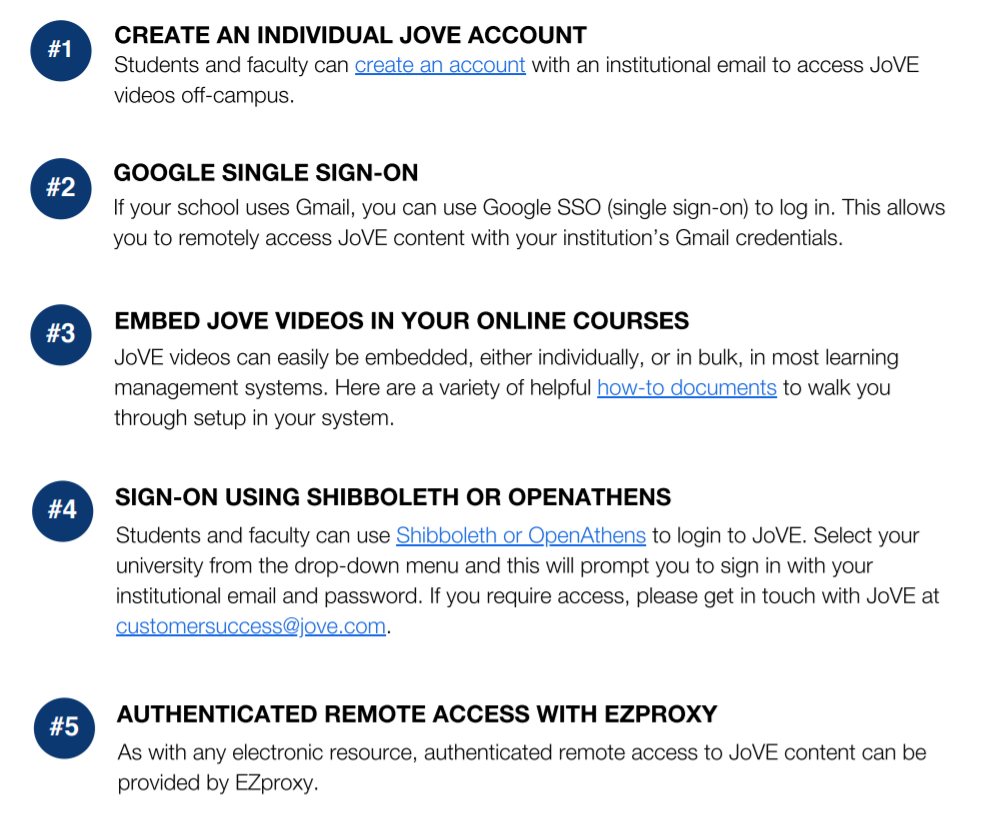 #1
CREATE AN INDIVIDUAL JOVE ACCOUNT
Students and faculty can create an account with an institutional email to access JoVE
videos off-campus.
#2
GOOGLE SINGLE SIGN-ON
If your school uses Gmail, you can use Google SSO (single sign-on) to log in. This allows
you to remotely access JoVE content with your institution’s Gmail credentials.
#3
EMBED JOVE VIDEOS IN YOUR ONLINE COURSES
JoVE videos can easily be embedded, either individually, or in bulk, in most learning
management systems. Here are a variety of helpful how-to documents to walk you
through setup in your system.
#4
SIGN-ON USING SHIBBOLETH OR OPENATHENS
Students and faculty can use Shibboleth or OpenAthens to login to JoVE. Select your
university from the drop-down menu and this will prompt you to sign in with your
institutional email and password. If you require access, please get in touch with JoVE at
customersuccess@jove.com.
#5
AUTHENTICATED REMOTE ACCESS WITH EZPROXY
As with any electronic resource, authenticated remote access to JoVE content can be
provided by EZproxy.